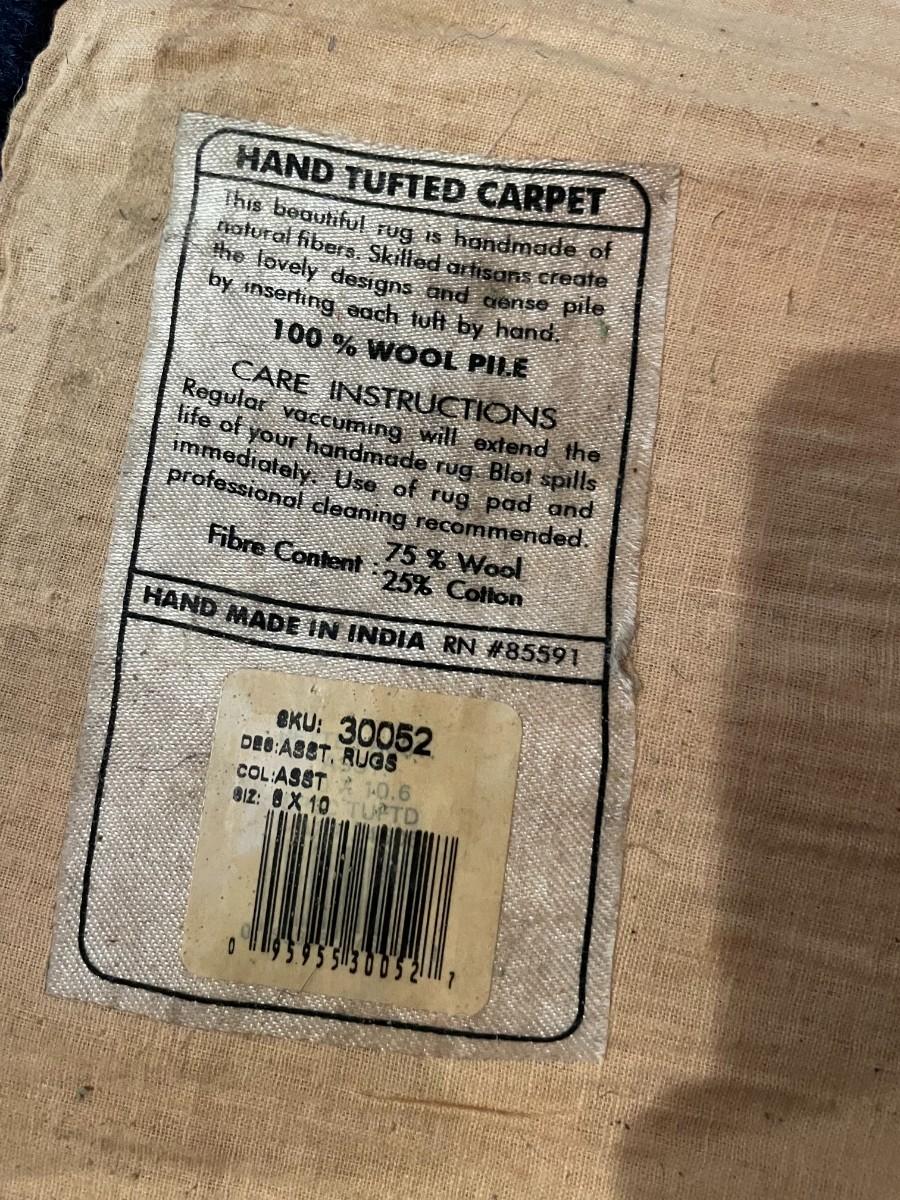 HAND TUFTED CARPET
This beautiful rug is handmade of
natural fibers. Skilled artisans create
the lovely designs and dense pile
by inserting each tuft by hand.
100 % WOOL PILE
CARE INSTRUCTIONS
Regular vaccuming will extend the
life of your handmade rug. Blot spills
immediately. Use of rug pad and
professional cleaning recommended.
Fibre Content : 75 % Wool
25% Cotton
HAND MADE IN INDIA RN #85591
SKU: 30052
DES:ASST. RUGS
COL:ASST
10.6
SIZ: 8 X 10
TUFTD
0 95955 30052 7